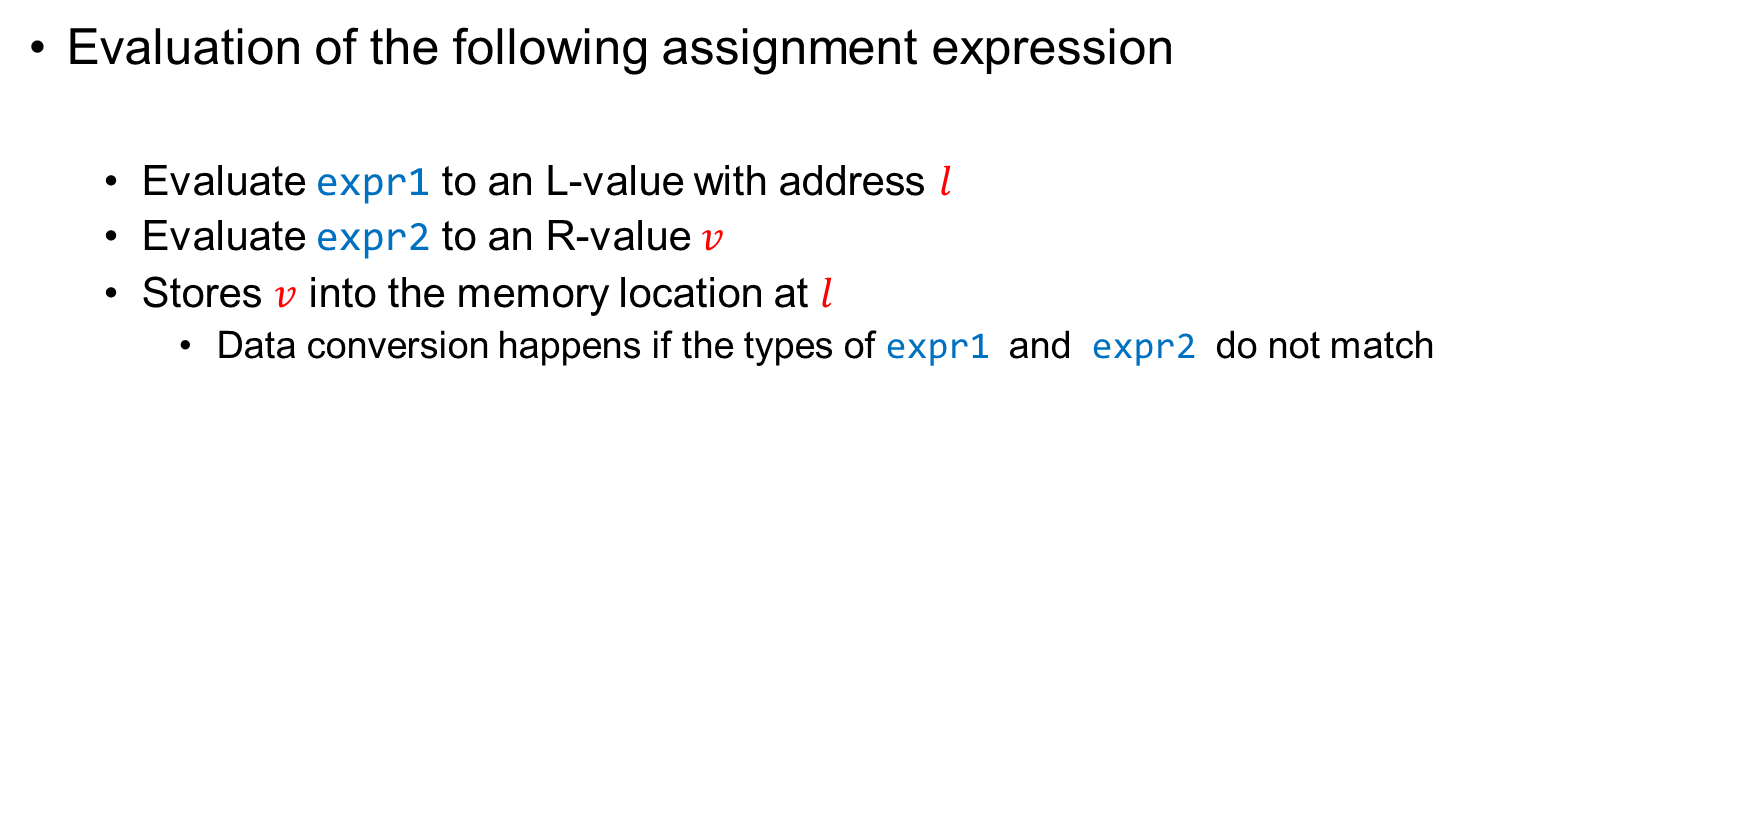 • Evaluation of the following assignment expression
• Evaluate expr1 to an L-value with address l
• Evaluate expr2 to an R-value v
• Stores v into the memory location at l
• Data conversion happens if the types of expr1 and expr2 do not match